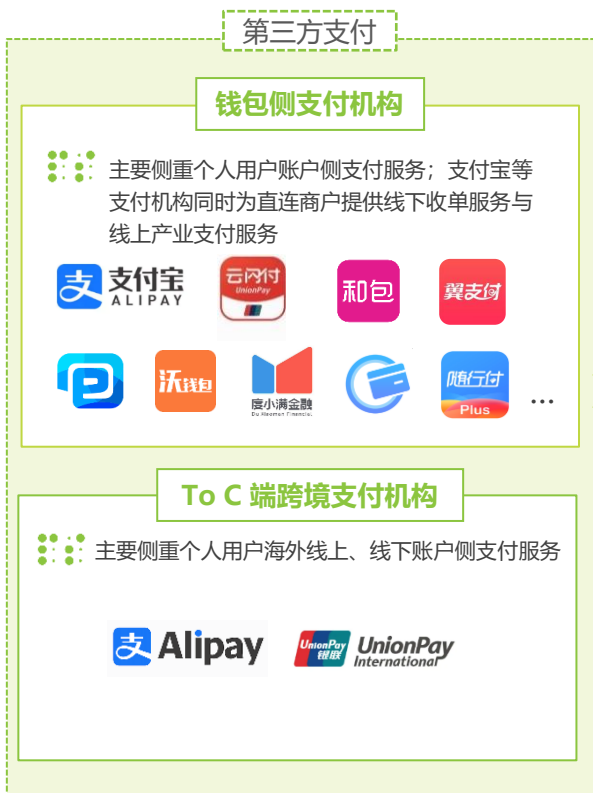 第三方支付
钱包侧支付机构
主要侧重个人用户账户侧支付服务；支付宝等
支付机构同时为直连商户提供线下收单服务与
线上产业支付服务
支 支付宝
ALIPAY
云闪付
UnionPay
和包
翼支付
沃钱包
度小满金融
Du Xiaoman Financial
随行付
Plus
...
To C 端跨境支付机构
主要侧重个人用户海外线上、线下账户侧支付服务
支 Alipay
UnionPay
银联
UnionPay
International